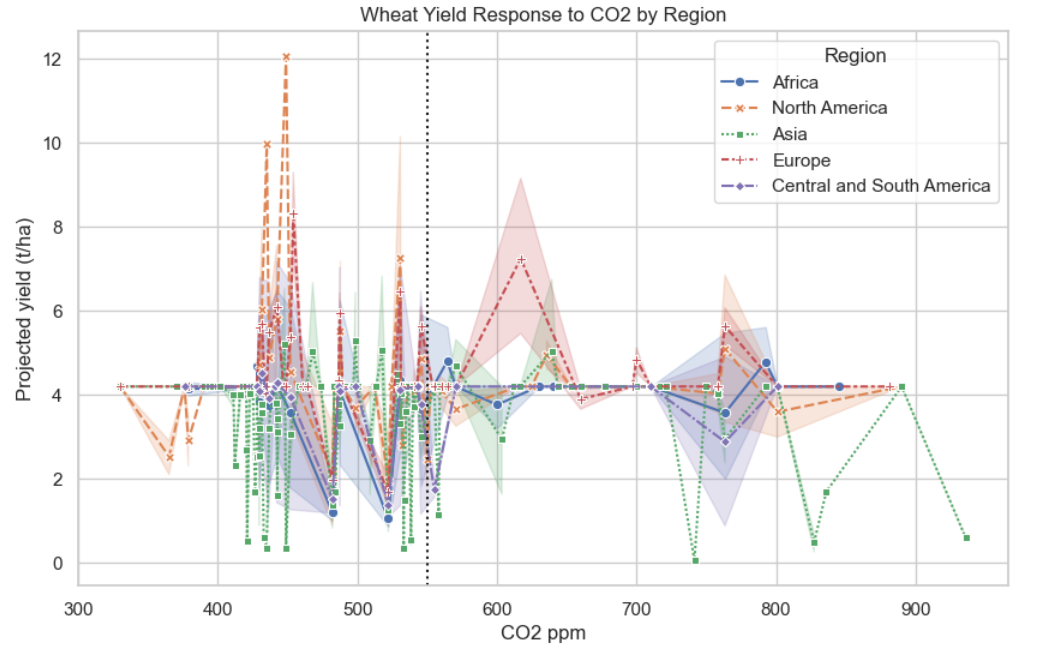 Wheat Yield Response to CO2 by Region
Region
Africa
North America
Asia
Europe
Central and South America
Projected yield (t/ha)
12
10
8
6
4
2
0
300 400 500 600 700 800 900
CO2 ppm